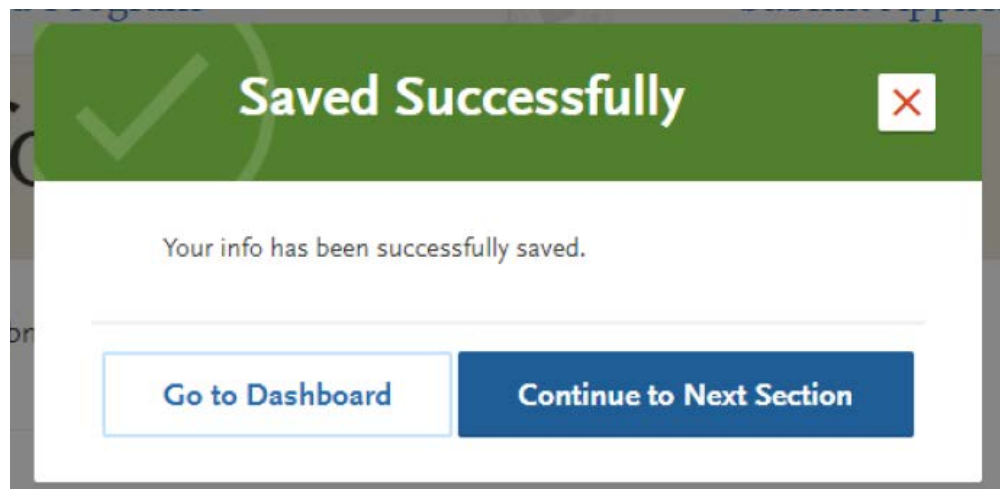 Saved Successfully
Your info has been successfully saved.
Go to Dashboard
Continue to Next Section